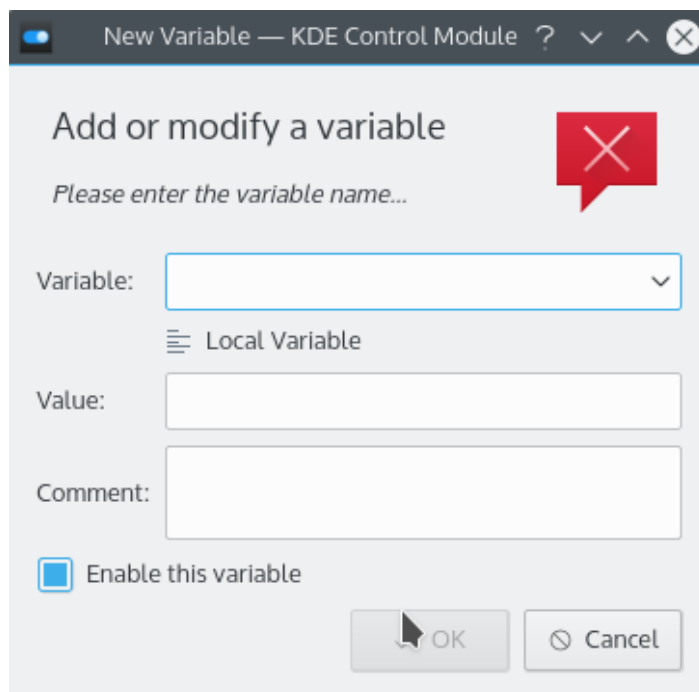 New Variable — KDE Control Module ?
Add or modify a variable
Please enter the variable name...
Variable:
Local Variable
Value:
Comment:
Enable this variable
OK
Cancel